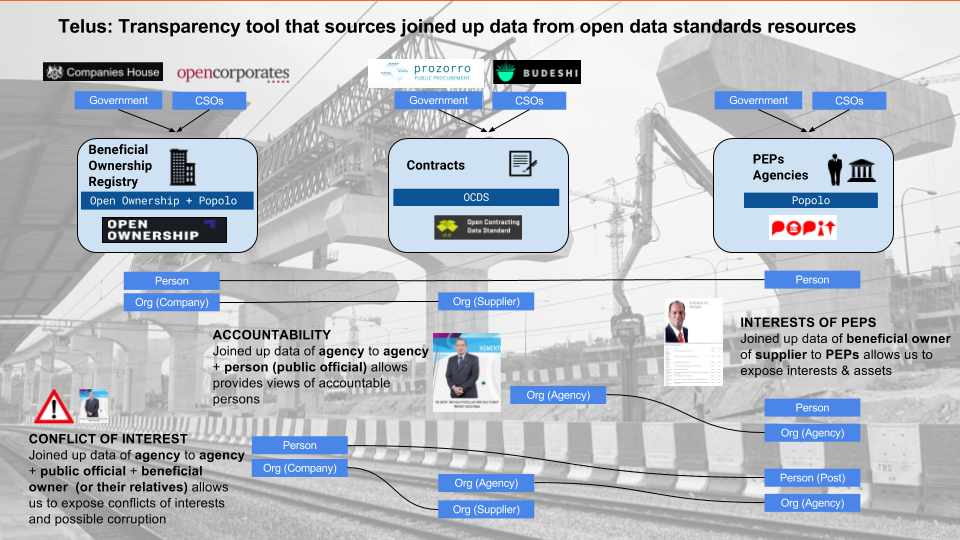 Telus: Transparency tool that sources joined up data from open data standards resources
Companies House
opencorporates
prozorro
PUBLIC PROCUREMENT
BUDESHI
Government
CSOs
Government
CSOs
Government
CSOs
Beneficial
Ownership
Registry
Open Ownership + Popolo
OPEN
OWNERSHIP
Contracts
OCDS
Open Contracting
Data Standard
PEPs
Agencies
Popolo
POPIT
Person
Person
Org (Company)
Org (Supplier)
ACCOUNTABILITY
Joined up data of agency to agency
+ person (public official) allows
provides views of accountable
persons
INTERESTS OF PEPS
Joined up data of beneficial owner
of supplier to PEPs allows us to
expose interests & assets
Org (Agency)
Person
Org (Agency)
CONFLICT OF INTEREST
Joined up data of agency to agency
+ public official + beneficial
owner (or their relatives) allows
us to expose conflicts of interests
and possible corruption
Person
Org (Company)
Org (Agency)
Org (Supplier)
Person (Post)
Org (Agency)